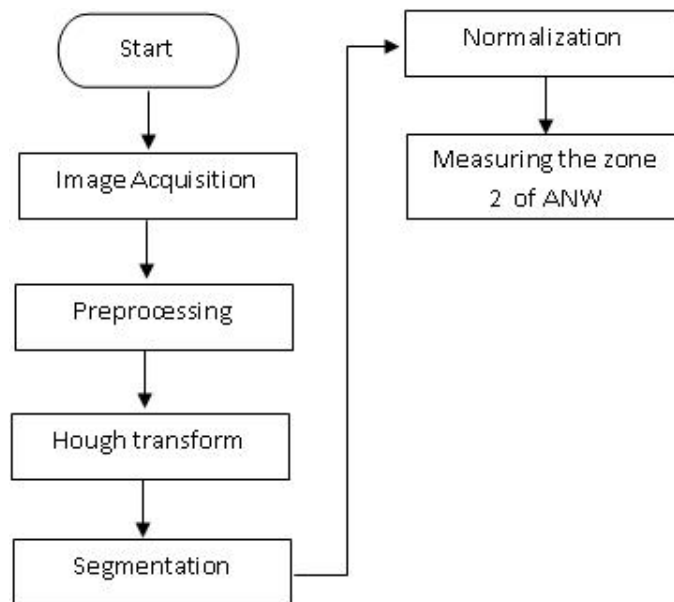 Start
Image Acquisition
Preprocessing
Hough transform
Segmentation
Normalization
Measuring the zone
2 of ANW